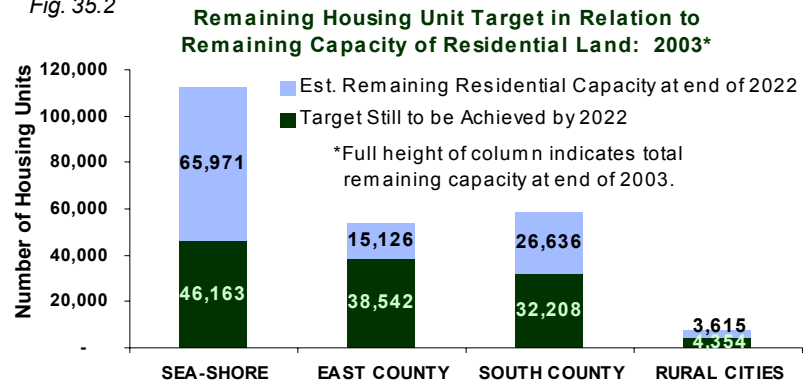 Fig. 35.2
Remaining Housing Unit Target in Relation to
Remaining Capacity of Residential Land: 2003*
Number of Housing Units
120,000
100,000
80,000
60,000
40,000
20,000
-
Est. Remaining Residential Capacity at end of 2022
Target Still to be Achieved by 2022
*Full height of column indicates total
remaining capacity at end of 2003.
65,971
46,163
15,126
38,542
26,636
32,208
3,615
4,354
SEA-SHORE EAST COUNTY SOUTH COUNTY RURAL CITIES